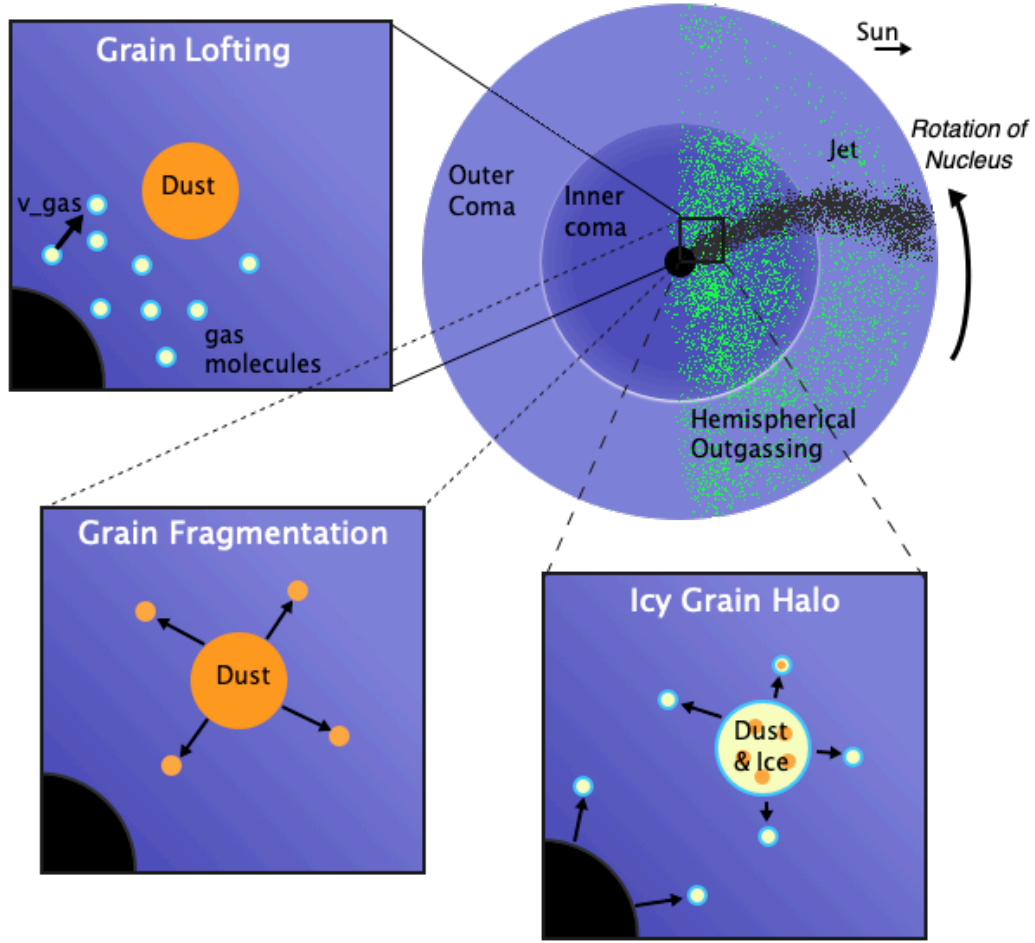 Grain Lofting
Dust
v_gas
gas
molecules
Sun
Rotation of
Nucleus
Jet
Outer
Coma
Inner
coma
Hemispherical
Outgassing
Grain Fragmentation
Dust
Icy Grain Halo
Dust
& Ice